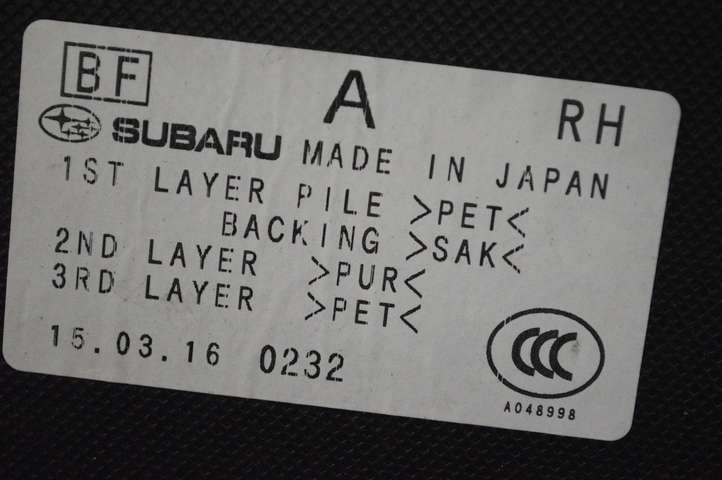 BF A RH
SUBARU MADE IN JAPAN
1ST LAYER PILE >PET<
BACKING >SAK<
2ND LAYER >PUR<
3RD LAYER >PET<
15.03.16 0232
CCC
A048998